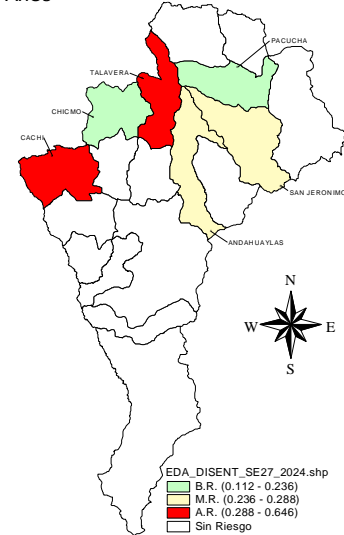 PACUCHA
TALAVERA
CHICMO
CACHI
SAN JERONIMO
ANDAHUAYLAS
N
W E
S
EDA_DISENT_SE27_2024.shp
B.R. (0.112 - 0.236)
M.R. (0.236 - 0.288)
A.R. (0.288 - 0.646)
Sin Riesgo